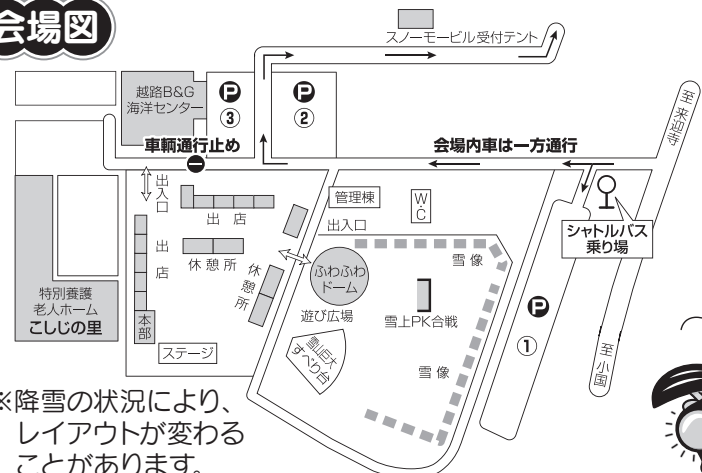 会場図
スノーモービル受付テント
越路B&G
海洋センター
P
③
P
②
至 来迎寺
車輌通行止め
会場内車は一方通行
出入口
管理棟
W.C
シャトルバス
乗り場
出店
出入口
出店
休憩所
休憩所
ふわふわ
ドーム
雪像
特別養護
老人ホーム
こしじの里
遊び広場
雪上PK合戦
P
①
本部
ステージ
雪山巨大
すべり台
雪像
至 小国
※降雪の状況により、
レイアウトが変わる
ことがあります。